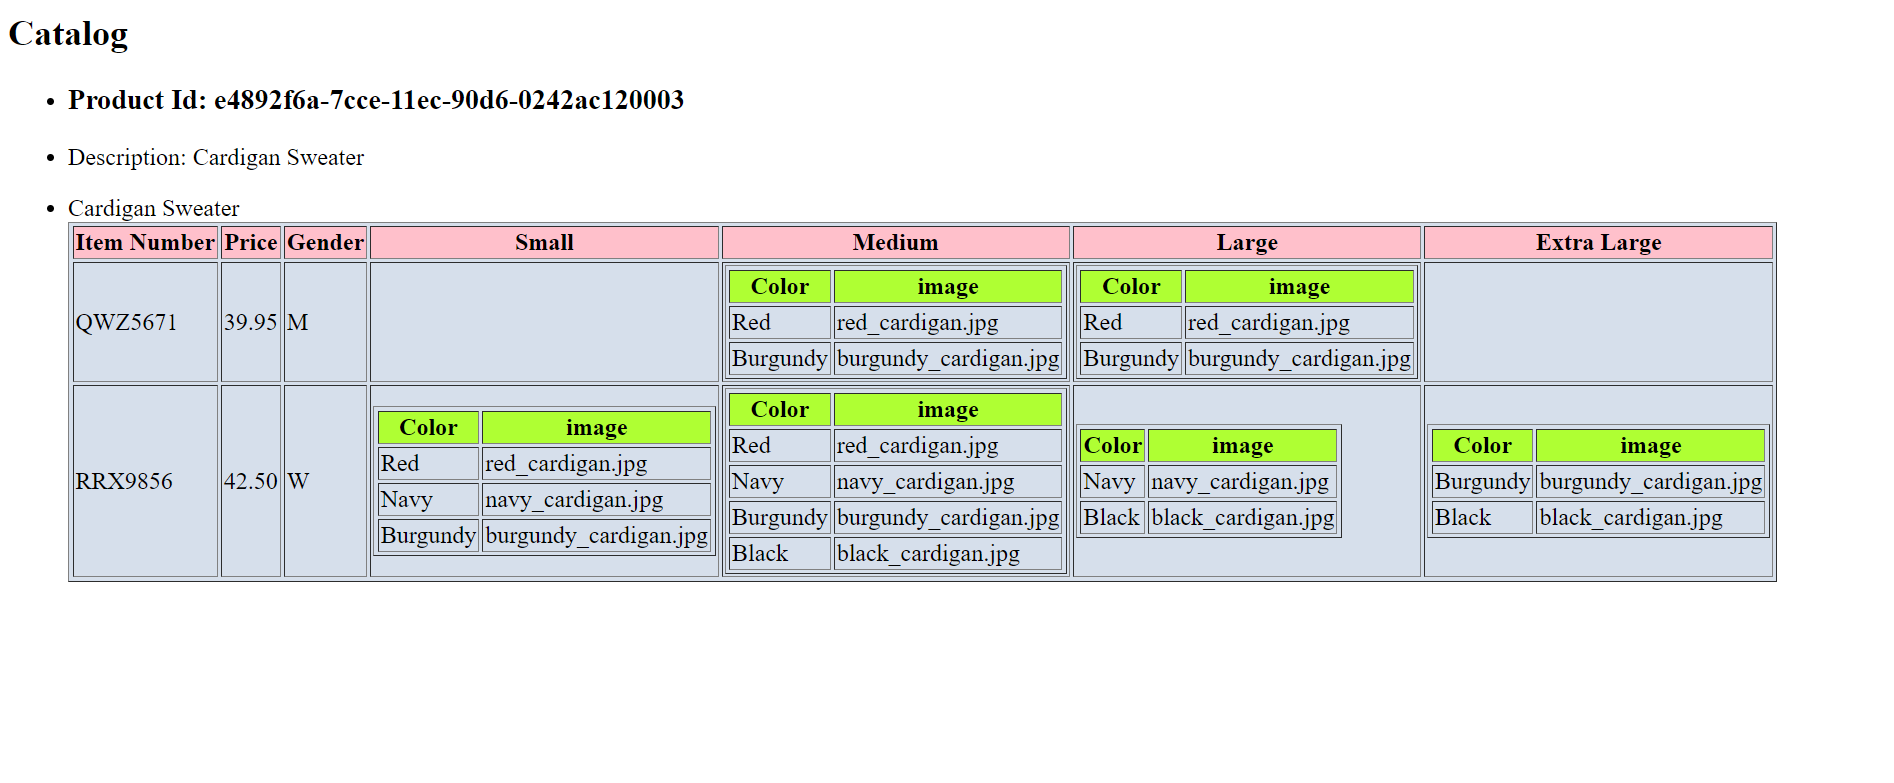 Catalog
Product Id: e4892f6a-7cce-11ec-90d6-0242ac120003
Description: Cardigan Sweater
Cardigan Sweater
Item Number Price Gender Small Medium Large Extra Large
QWZ5671 39.95 M
Color image
Red red_cardigan.jpg
Burgundy burgundy_cardigan.jpg
Color image
Red red_cardigan.jpg
Burgundy burgundy_cardigan.jpg
RRX9856 42.50 W
Color image
Red red_cardigan.jpg
Navy navy_cardigan.jpg
Burgundy burgundy_cardigan.jpg
Color image
Red red_cardigan.jpg
Navy navy_cardigan.jpg
Burgundy burgundy_cardigan.jpg
Black black_cardigan.jpg
Color image
Navy navy_cardigan.jpg
Black black_cardigan.jpg
Color image
Burgundy burgundy_cardigan.jpg
Black black_cardigan.jpg